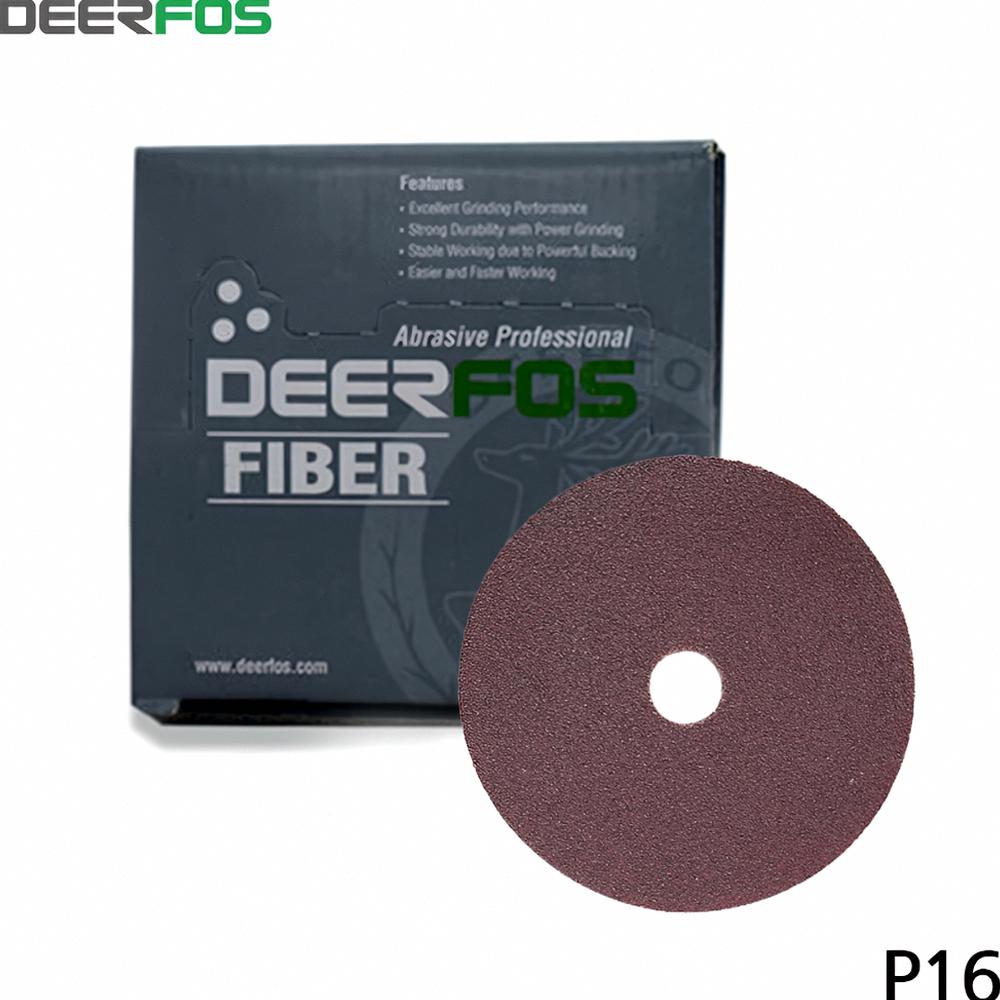 DEERFOS
Features
• Excellent Grinding Performance
• Strong Durability with Power Grinding
• Stable Working due to Powerful Backing
• Easier and Faster Working
Abrasive Professional
DEERFOS
FIBER
www.deerfos.com
P16